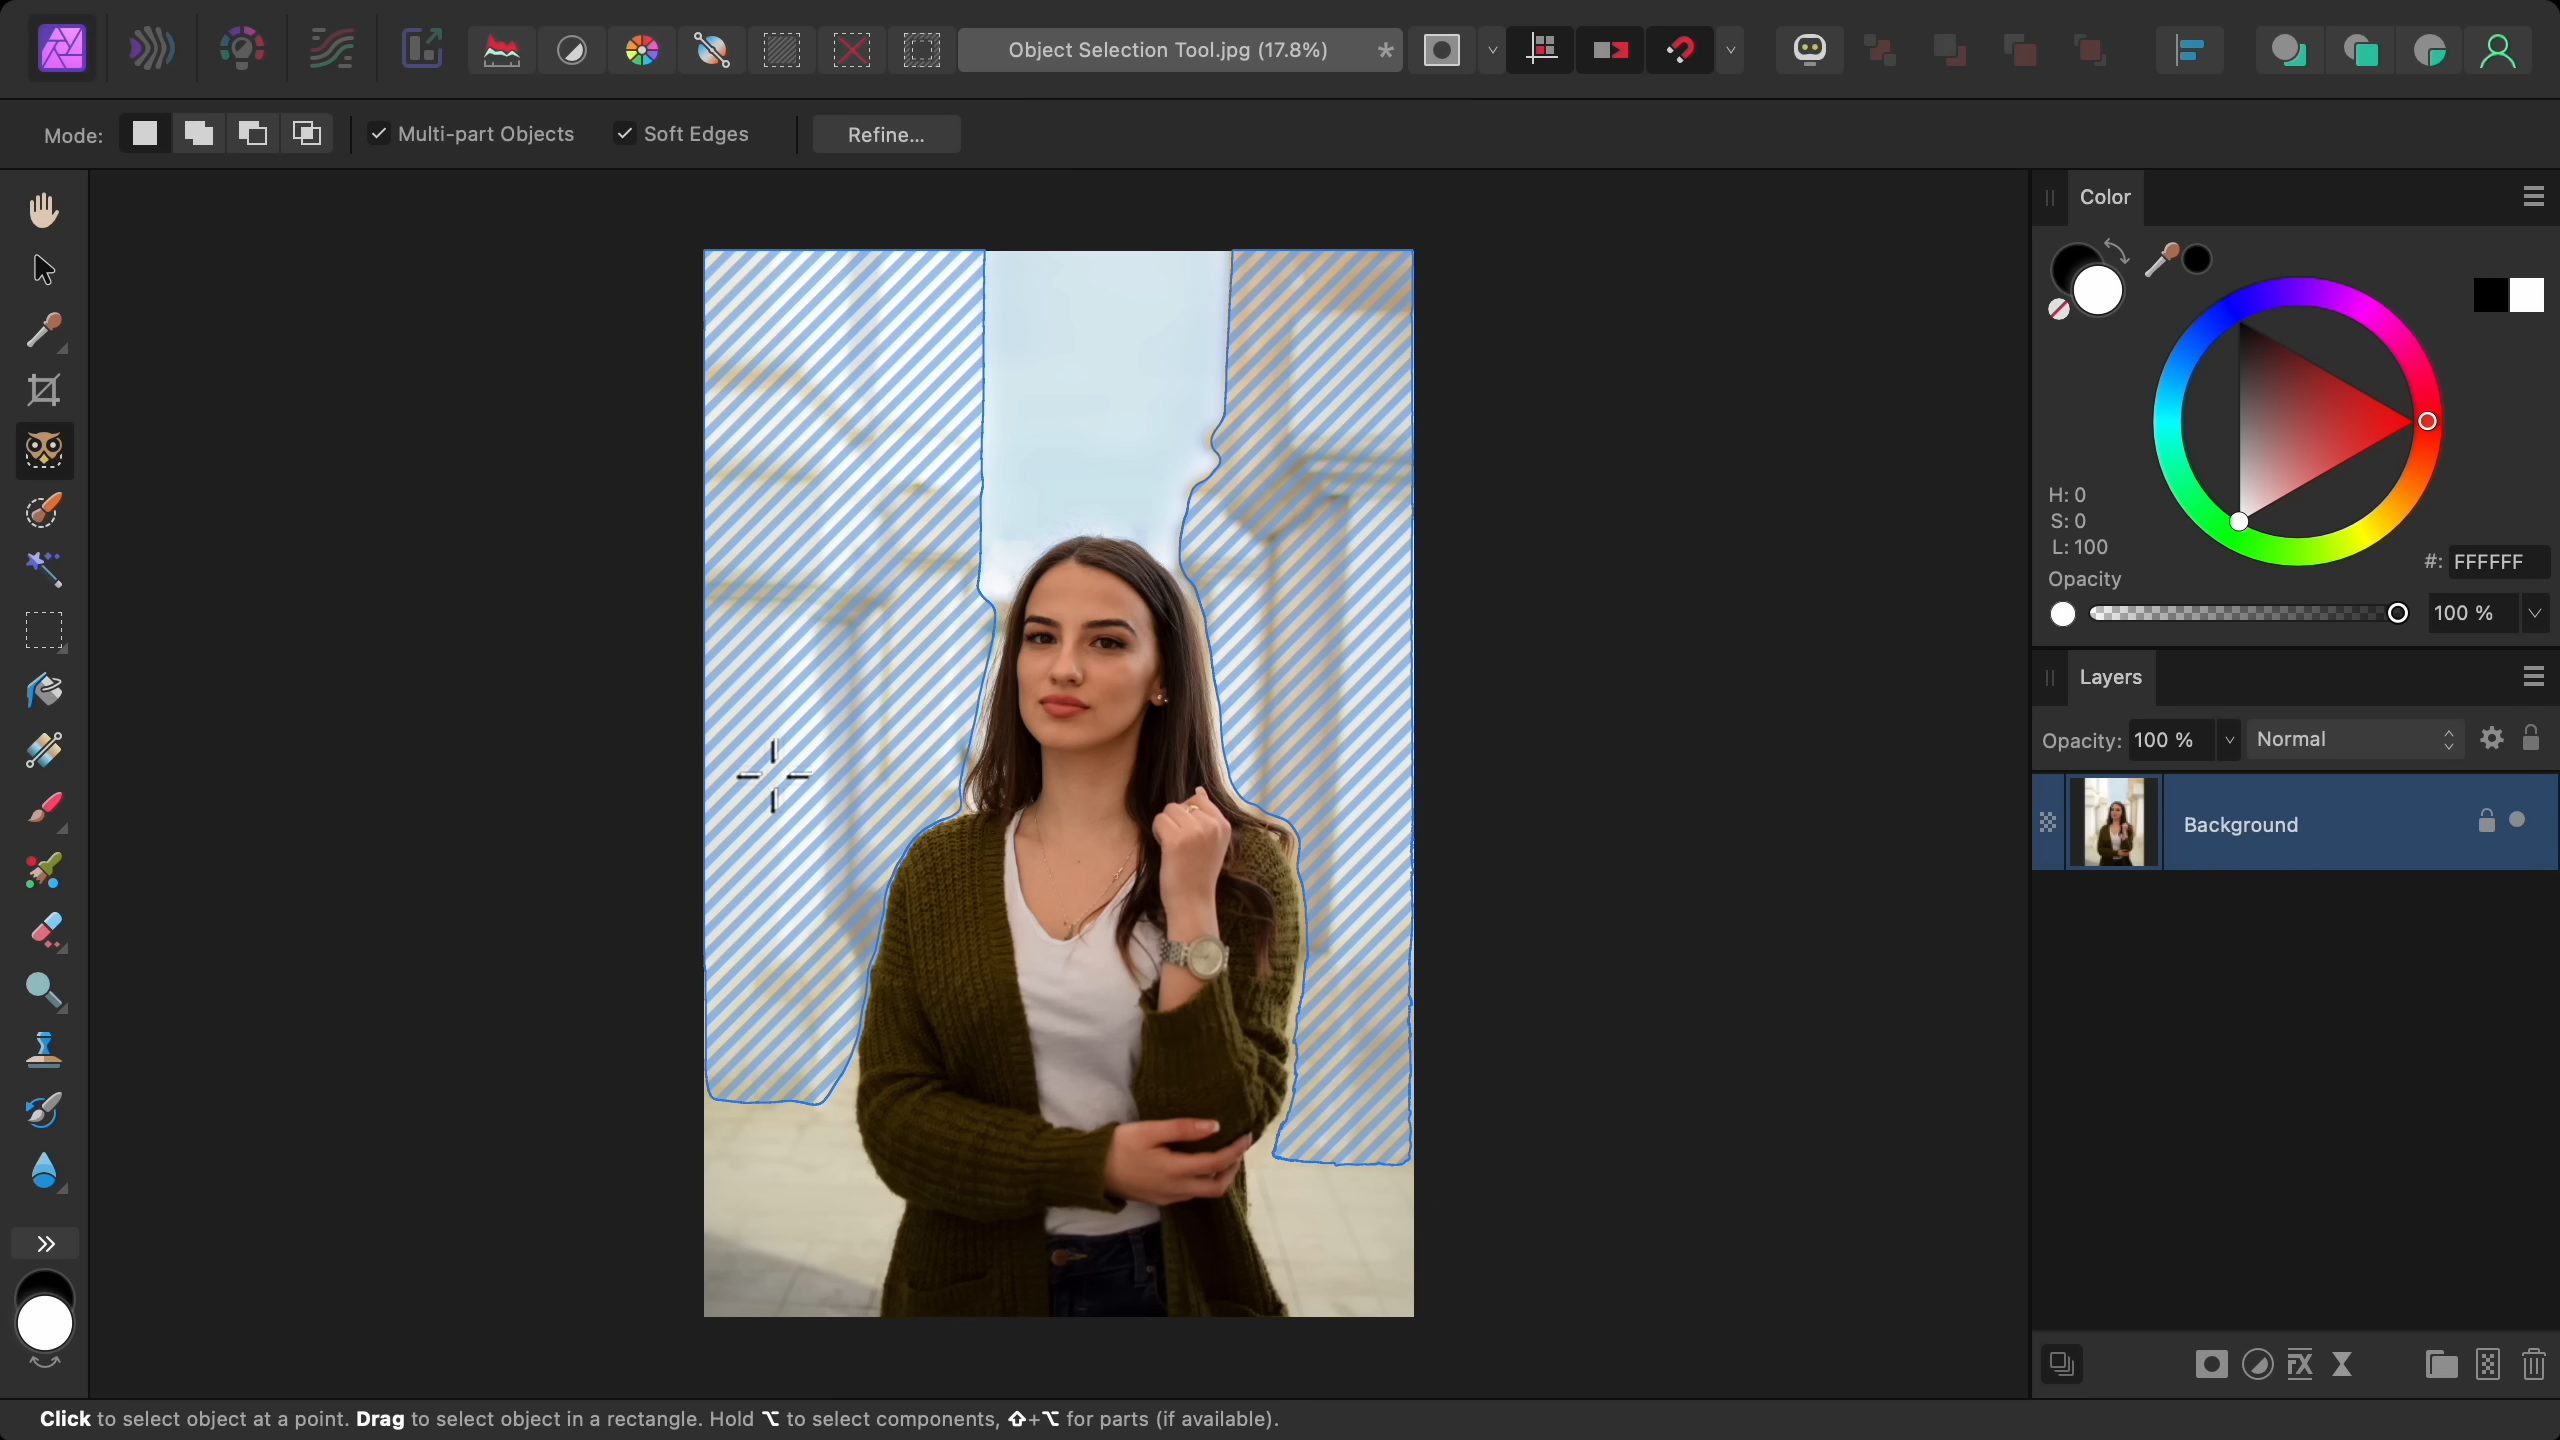 Object Selection Tool.jpg (17.8%) *
Mode: Multi-part Objects Soft Edges Refine...
Color
H: 0
S: 0
L: 100
#: FFFFFF
Opacity
100 %
Layers
Opacity: 100 % Normal
Background
Click to select object at a point. Drag to select object in a rectangle. Hold ⌥ to select components, ⇧+⌥ for parts (if available).